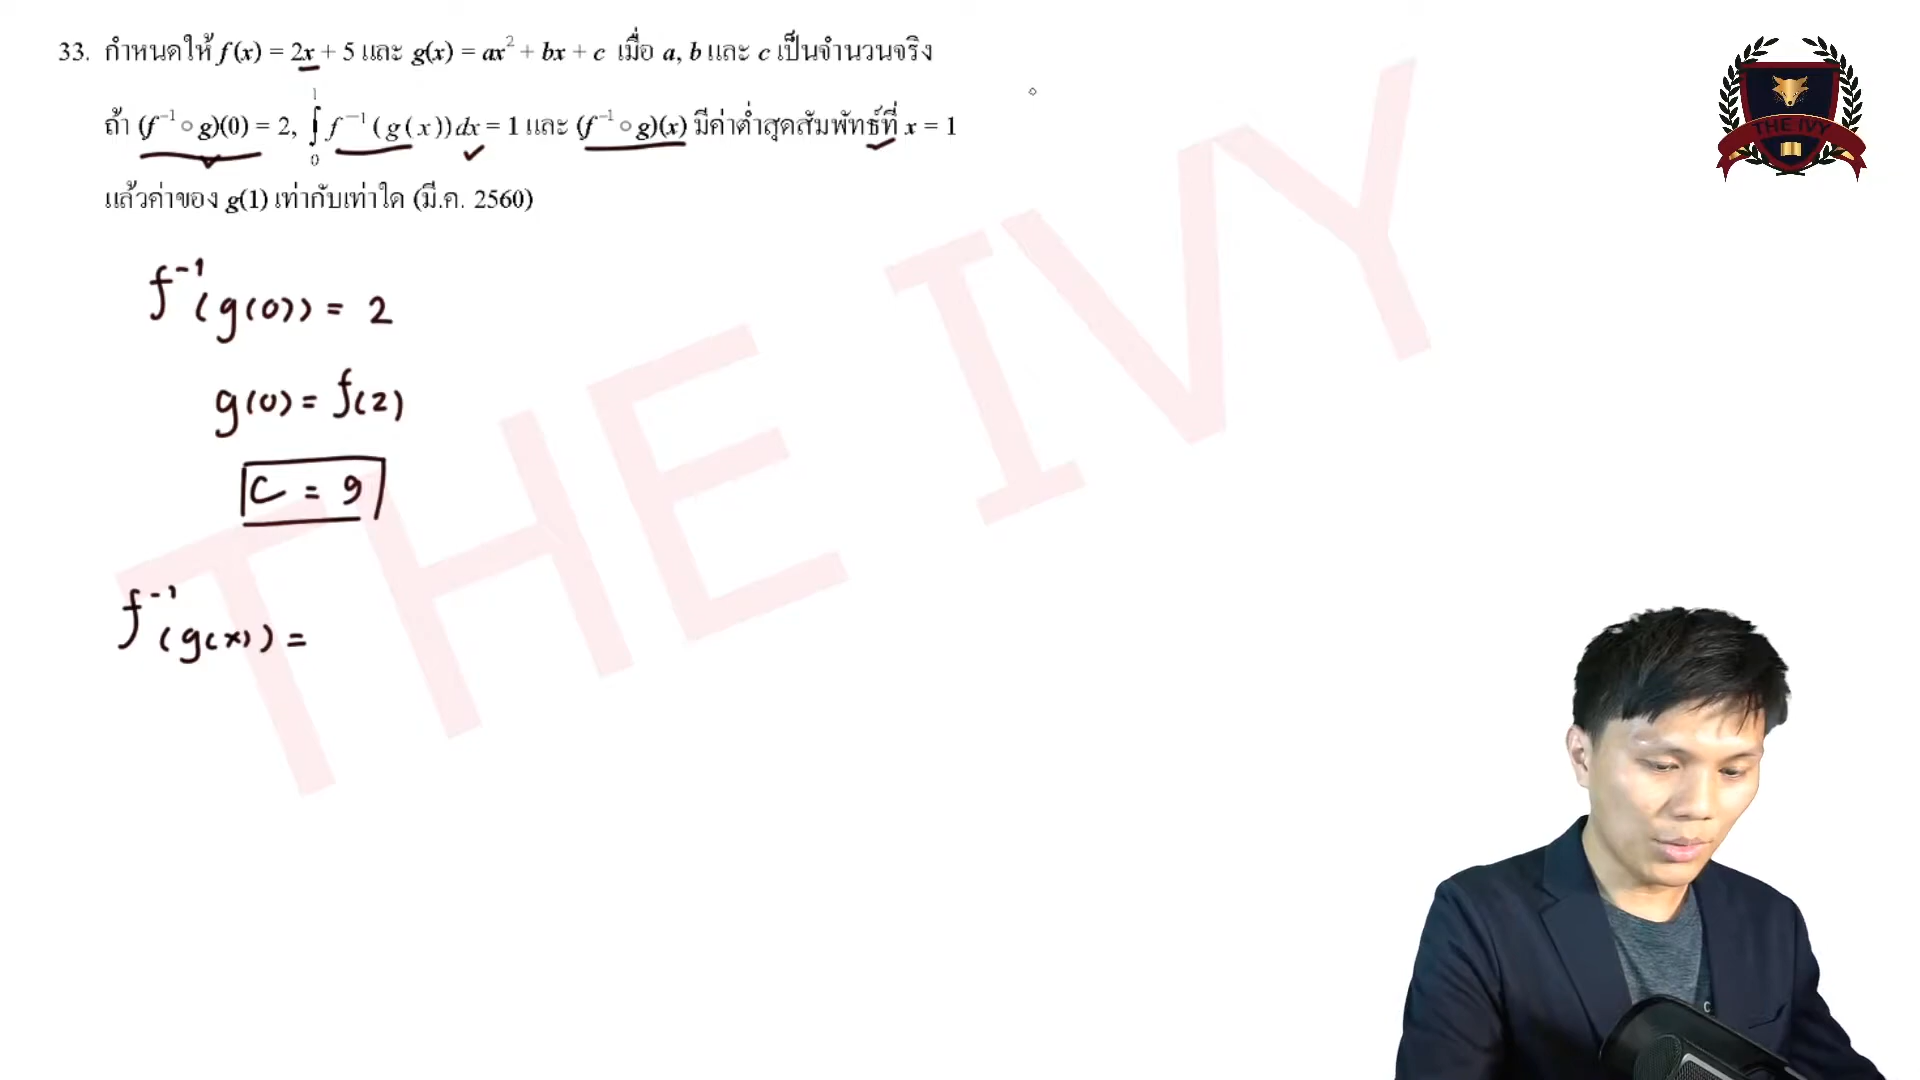 33. กำหนดให้ f(x) = 2x + 5 และ g(x) = ax² + bx + c เมื่อ a, b และ c เป็นจำนวนจริง
ถ้า (f⁻¹ ∘ g)(0) = 2, ∫₀¹ f⁻¹(g(x))dx = 1 และ (f⁻¹ ∘ g)(x) มีค่าต่ำสุดสัมพัทธ์ที่ x = 1
แล้วค่าของ g(1) เท่ากับเท่าใด (มี.ค. 2560)
f⁻¹(g(0)) = 2
g(0) = f(2)
c = 9
f⁻¹(g(x)) =
THE IVY
THE IVY